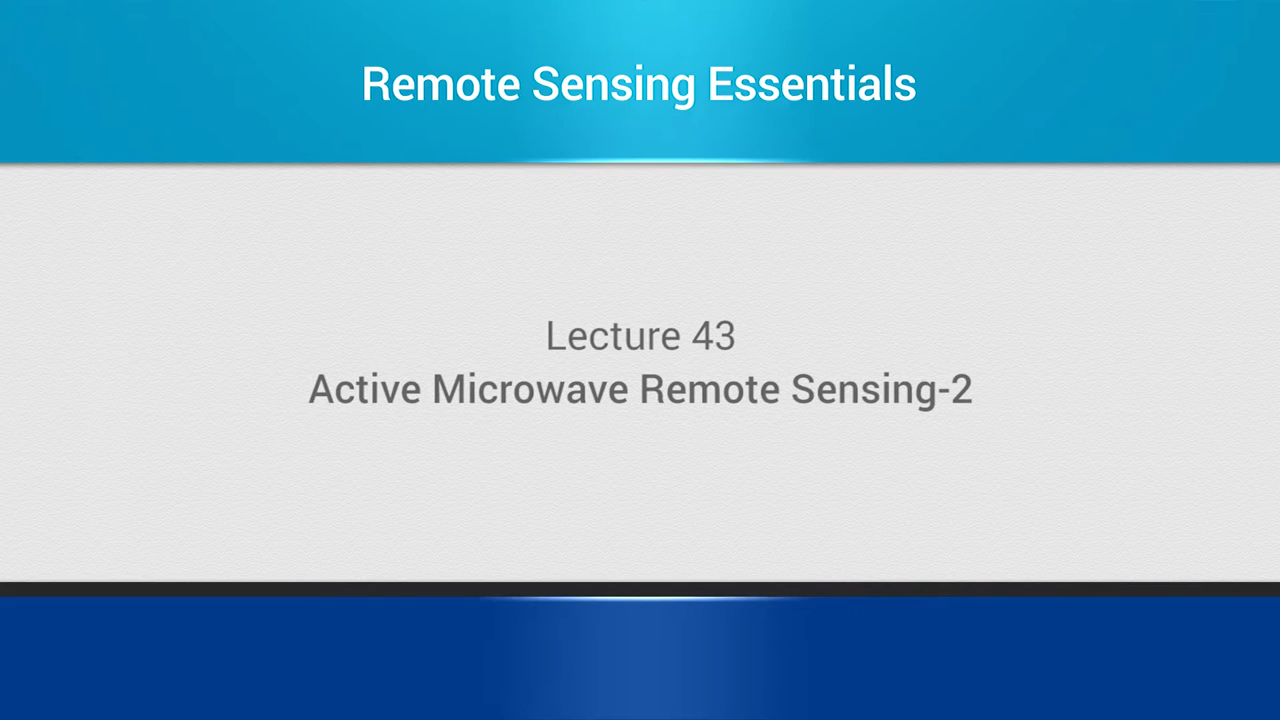 Remote Sensing Essentials
Lecture 43
Active Microwave Remote Sensing-2